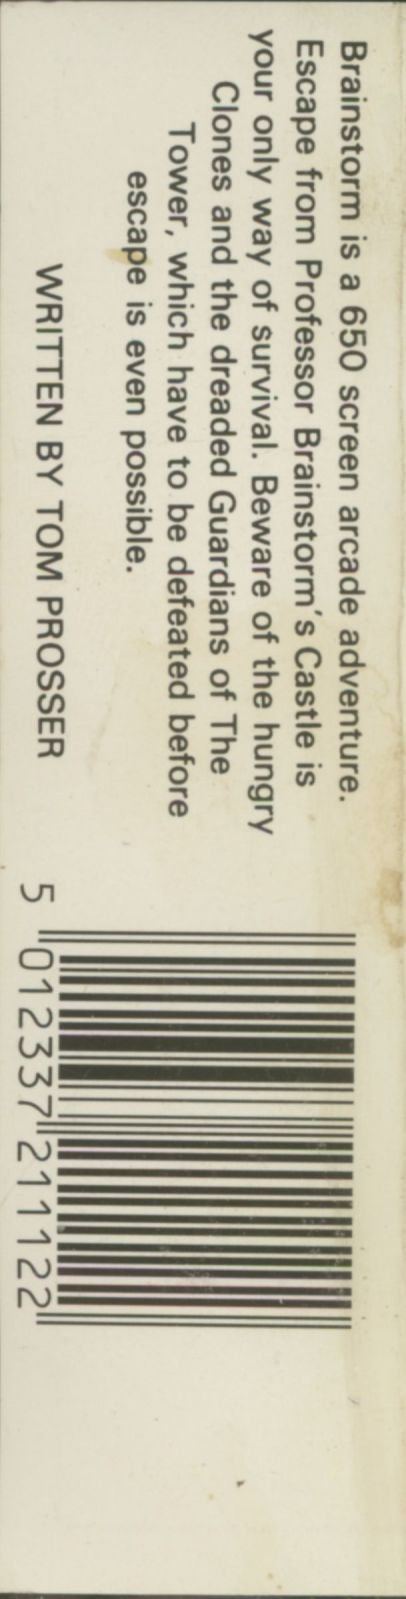 Brainstorm is a 650 screen arcade adventure.
Escape from Professor Brainstorm's Castle is
your only way of survival. Beware of the hungry
Clones and the dreaded Guardians of The
Tower, which have to be defeated before
escape is even possible.
WRITTEN BY TOM PROSSER
5 012337 211122